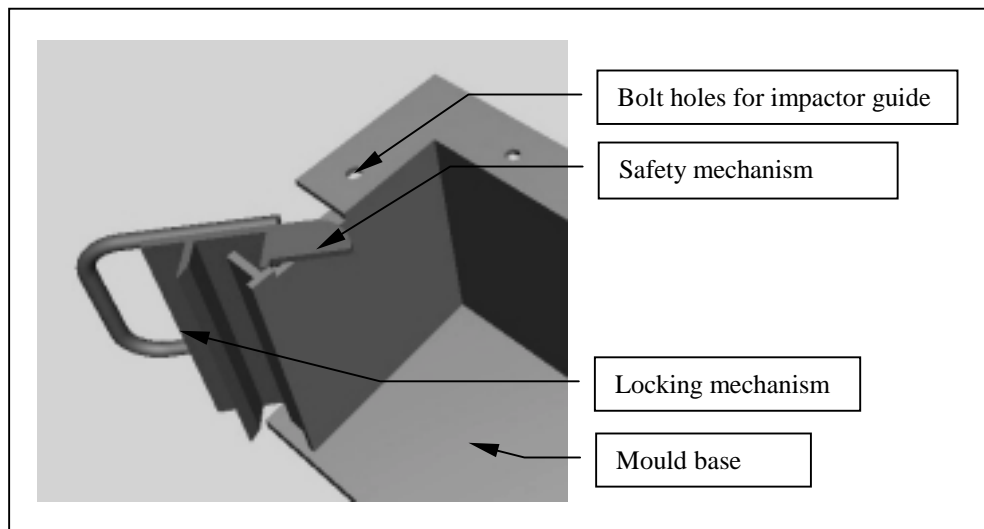 Bolt holes for impactor guide
Safety mechanism
Locking mechanism
Mould base